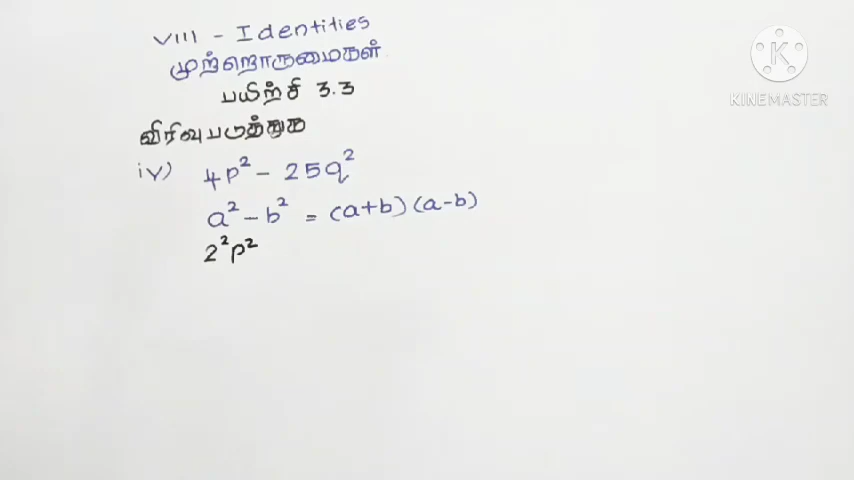 VIII - Identities
முற்றொருமைகள்
பயிற்சி 3.3
விரிவுபடுத்துக
iv) 4p² - 25q²
a² - b² = (a+b) (a-b)
2²p²
K
KINEMASTER